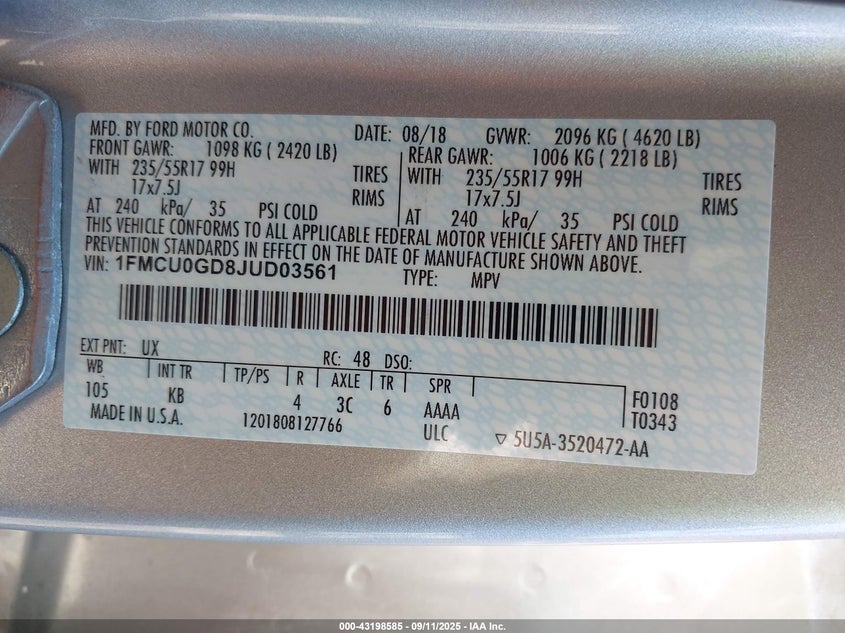 MFD. BY FORD MOTOR CO. DATE: 08/18 GVWR: 2096 KG ( 4620 LB)
FRONT GAWR: 1098 KG ( 2420 LB) REAR GAWR: 1006 KG ( 2218 LB)
WITH 235/55R17 99H TIRES WITH 235/55R17 99H TIRES
17x7.5J RIMS 17x7.5J RIMS
AT 240 kPa/ 35 PSI COLD AT 240 kPa/ 35 PSI COLD
THIS VEHICLE CONFORMS TO ALL APPLICABLE FEDERAL MOTOR VEHICLE SAFETY AND THEFT
PREVENTION STANDARDS IN EFFECT ON THE DATE OF MANUFACTURE SHOWN ABOVE.
VIN: 1FMCU0GD8JUD03561 TYPE: MPV
EXT PNT: UX RC: 48 DSO:
WB INT TR TP/PS R AXLE TR SPR
105 KB 4 3C 6 AAAA F0108
MADE IN U.S.A. 1201808127766 ULC T0343
5U5A-3520472-AA
000-43198585 - 09/11/2025 - IAA Inc.